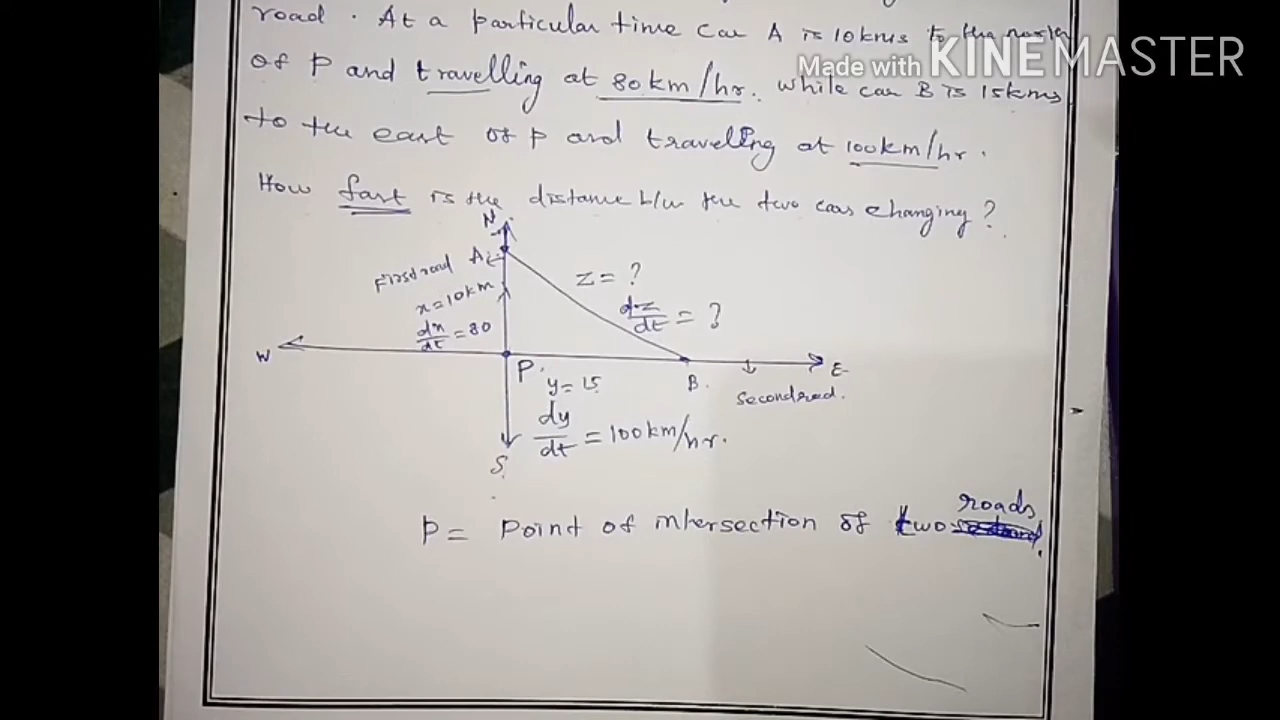 road. At a particular time car A is 10kms to the north
Made with KINEMASTER
of P and travelling at 80 km/hr. while car B is 15kms
to the east of P and traveling at 100km/hr.
How fast is the distance b/w the two cars changing?
N
First road A
x=10km
dx/dt = 80
z = ?
dz/dt = ?
W
P
y= 15
B.
E
second road.
dy/dt = 100km/hr.
S
P = Point of intersection of two roads